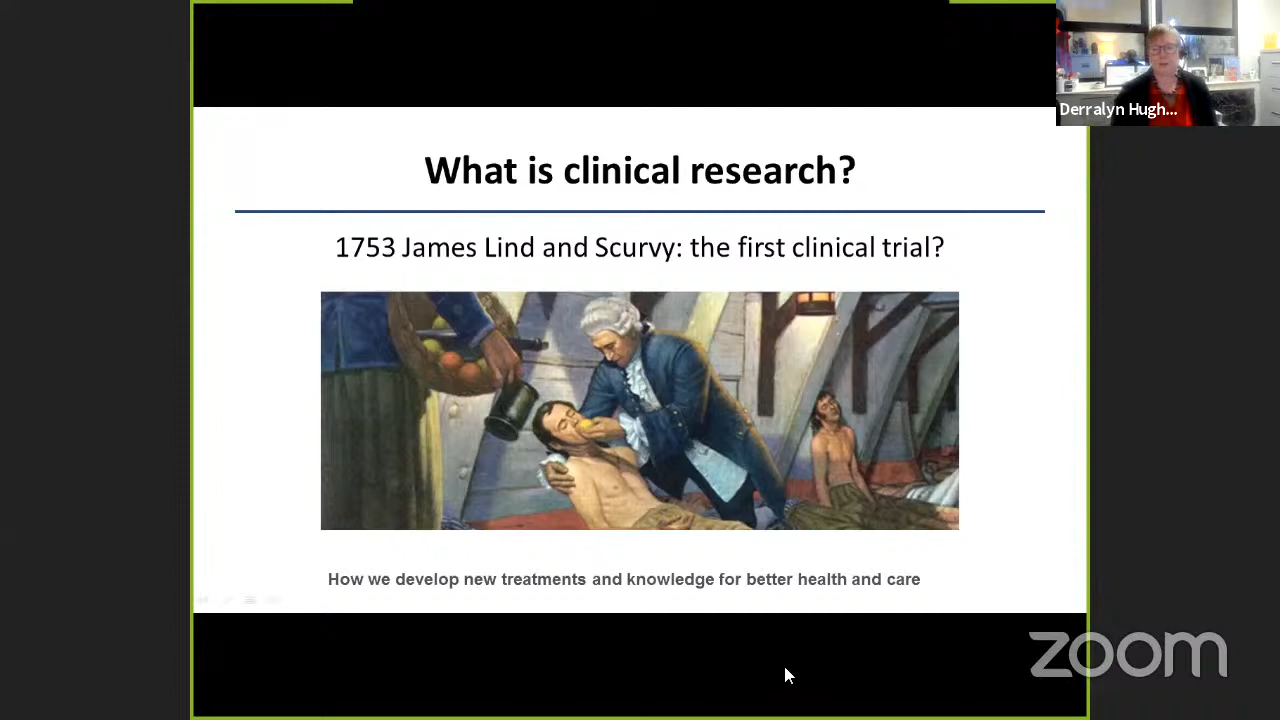 Derralyn Hugh...
What is clinical research?
1753 James Lind and Scurvy: the first clinical trial?
How we develop new treatments and knowledge for better health and care
zoom